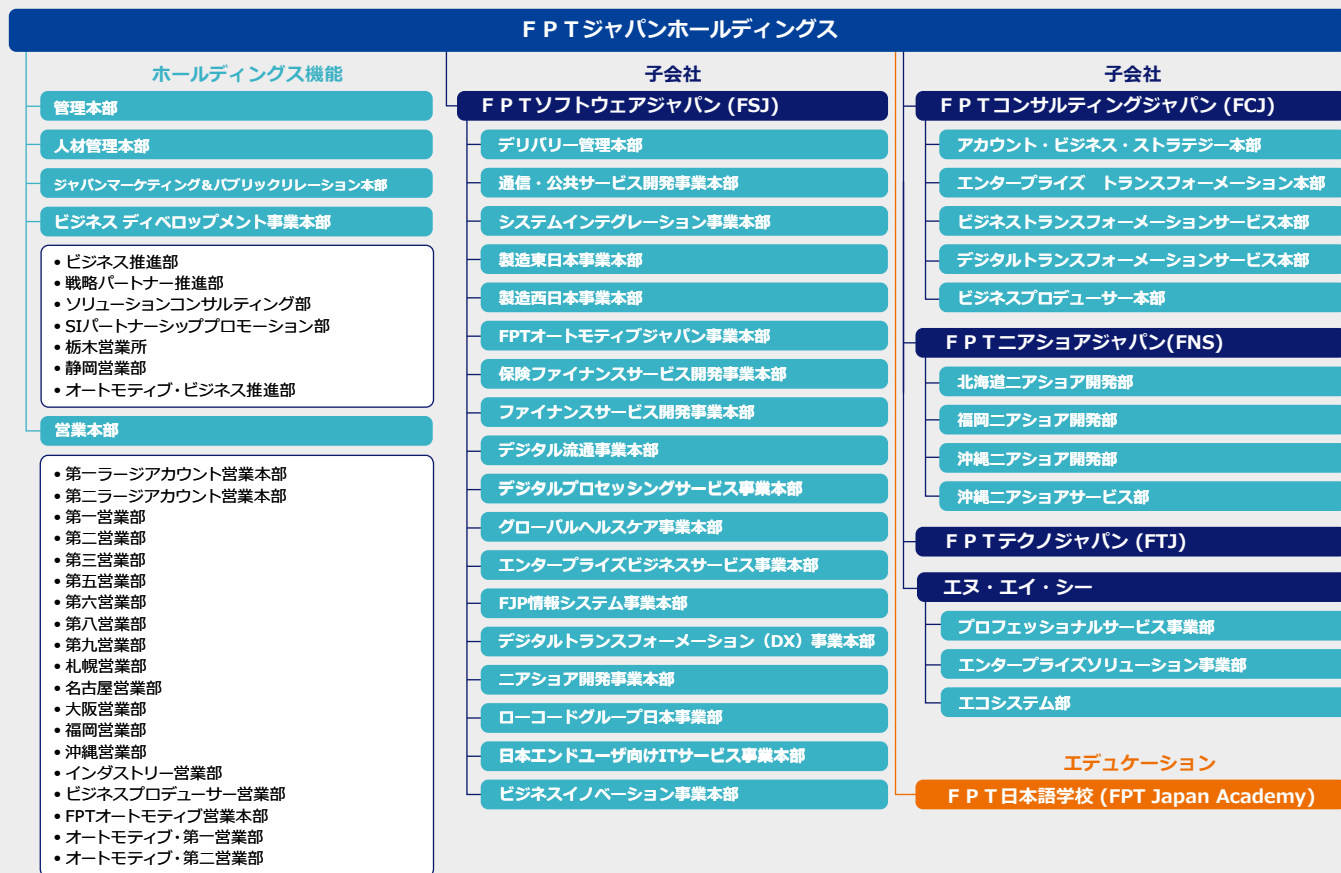 ＦＰＴジャパンホールディングス
ホールディングス機能
管理本部
人材管理本部
ジャパンマーケティング&パブリックリレーション本部
ビジネス ディベロップメント事業本部
• ビジネス推進部
• 戦略パートナー推進部
• ソリューションコンサルティング部
• SIパートナーシッププロモーション部
• 栃木営業所
• 静岡営業部
• オートモティブ・ビジネス推進部
営業本部
• 第一ラージアカウント営業本部
• 第二ラージアカウント営業本部
• 第一営業部
• 第二営業部
• 第三営業部
• 第五営業部
• 第六営業部
• 第八営業部
• 第九営業部
• 札幌営業部
• 名古屋営業部
• 大阪営業部
• 福岡営業部
• 沖縄営業部
• インダストリー営業部
• ビジネスプロデューサー営業部
• FPTオートモティブ営業本部
• オートモティブ・第一営業部
• オートモティブ・第二営業部
子会社
ＦＰＴソフトウェアジャパン (FSJ)
デリバリー管理本部
通信・公共サービス開発事業本部
システムインテグレーション事業本部
製造東日本事業本部
製造西日本事業本部
FPTオートモティブジャパン事業本部
保険ファイナンスサービス開発事業本部
ファイナンスサービス開発事業本部
デジタル流通事業本部
デジタルプロセッシングサービス事業本部
グローバルヘルスケア事業本部
エンタープライズビジネスサービス事業本部
FJP情報システム事業本部
デジタルトランスフォーメーション（DX）事業本部
ニアショア開発事業本部
ローコードグループ日本事業部
日本エンドユーザ向けITサービス事業本部
ビジネスイノベーション事業本部
子会社
ＦＰＴコンサルティングジャパン (FCJ)
アカウント・ビジネス・ストラテジー本部
エンタープライズ　トランスフォーメーション本部
ビジネストランスフォーメーションサービス本部
デジタルトランスフォーメーションサービス本部
ビジネスプロデューサー本部
ＦＰＴニアショアジャパン(FNS)
北海道ニアショア開発部
福岡ニアショア開発部
沖縄ニアショア開発部
沖縄ニアショアサービス部
ＦＰＴテクノジャパン (FTJ)
エヌ・エイ・シー
プロフェッショナルサービス事業部
エンタープライズソリューション事業部
エコシステム部
エデュケーション
ＦＰＴ日本語学校 (FPT Japan Academy)